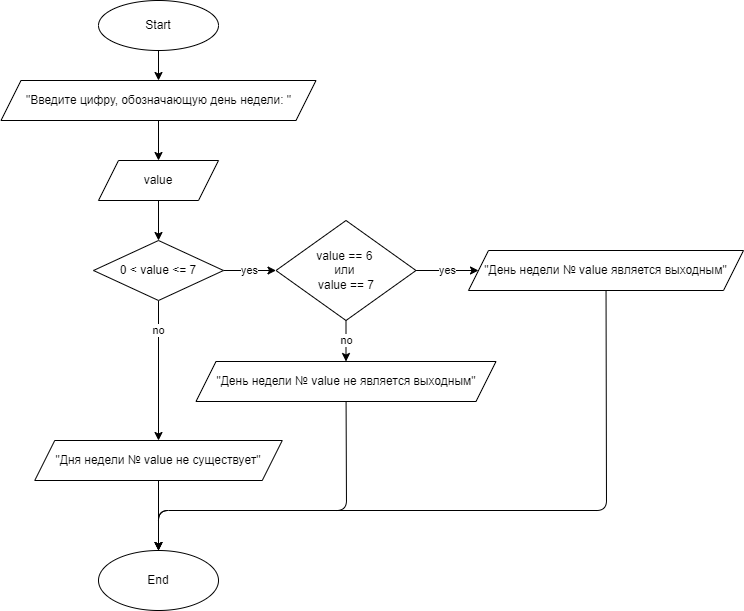 Start
"Введите цифру, обозначающую день недели: "
value
0 < value <= 7
yes
value == 6
или
value == 7
yes
"День недели № value является выходным"
no
no
"День недели № value не является выходным"
"Дня недели № value не существует"
End